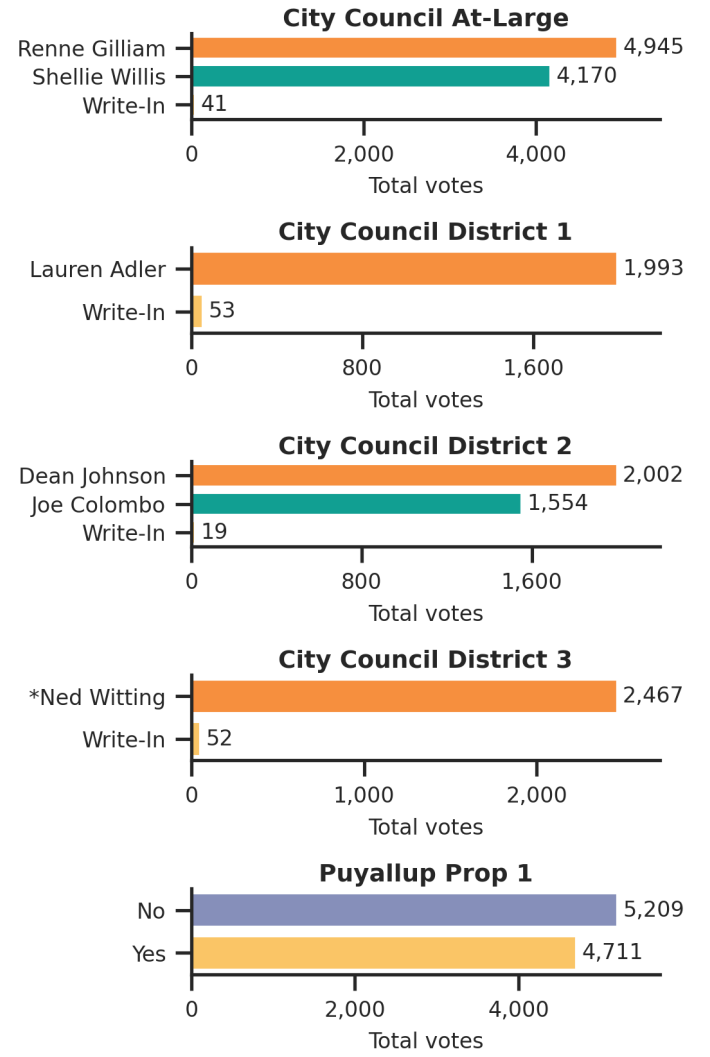 City Council At-Large
Renne Gilliam 4,945
Shellie Willis 4,170
Write-In 41
0 2,000 4,000
Total votes
City Council District 1
Lauren Adler 1,993
Write-In 53
0 800 1,600
Total votes
City Council District 2
Dean Johnson 2,002
Joe Colombo 1,554
Write-In 19
0 800 1,600
Total votes
City Council District 3
*Ned Witting 2,467
Write-In 52
0 1,000 2,000
Total votes
Puyallup Prop 1
No 5,209
Yes 4,711
0 2,000 4,000
Total votes